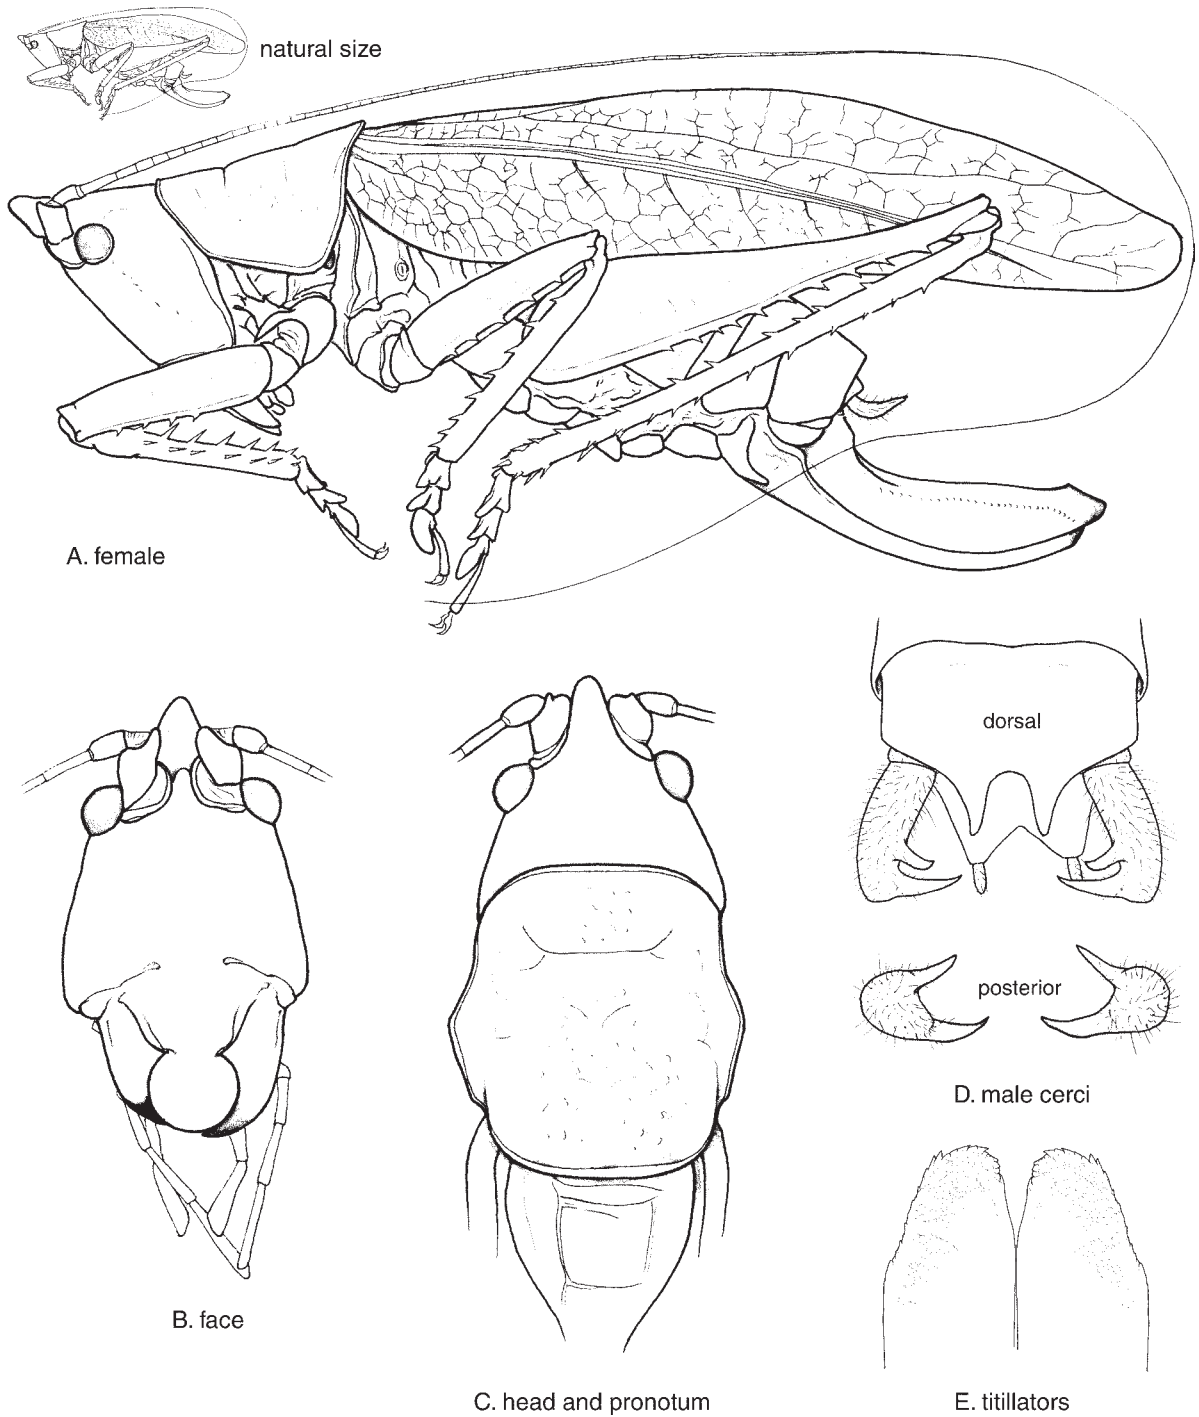 natural size
A. female
dorsal
posterior
D. male cerci
B. face
C. head and pronotum
E. titillators